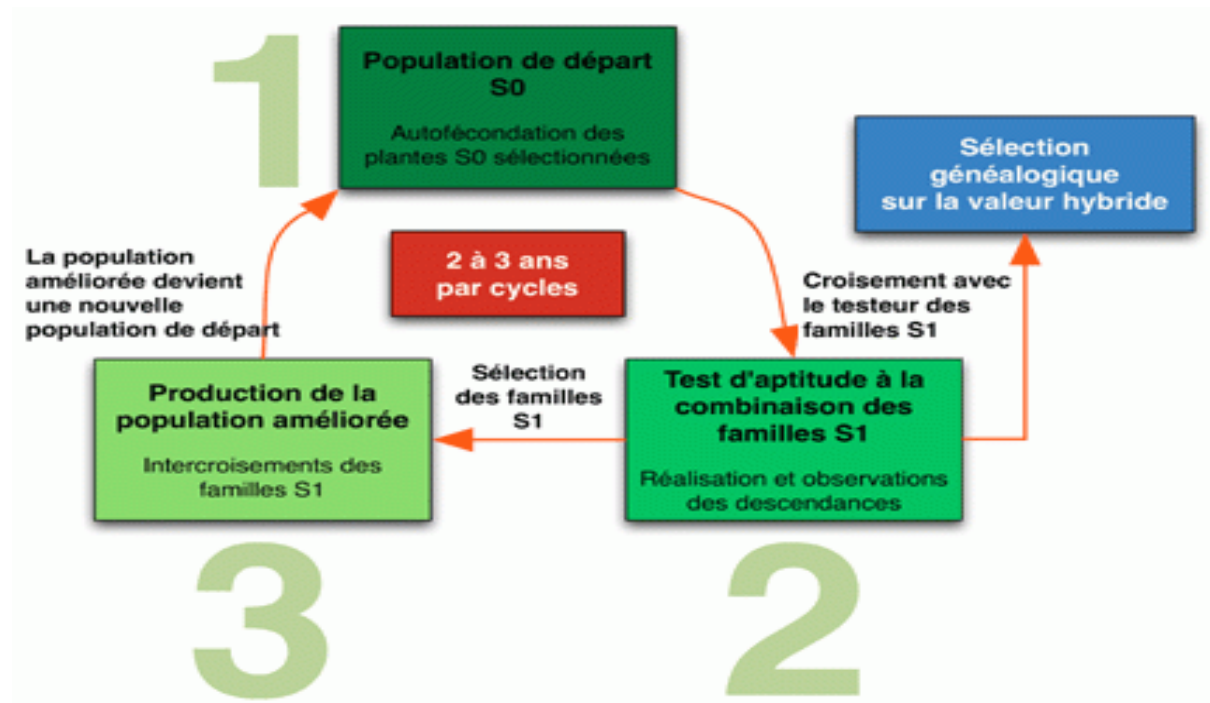 1
Population de départ
S0
Autofécondation des
plantes S0 sélectionnées
Sélection
généalogique
sur la valeur hybride
2 à 3 ans
par cycles
La population
améliorée devient
une nouvelle
population de départ
Croisement avec
le testeur des
familles S1
Production de la
population améliorée
Intercroisements des
familles S1
Sélection
des familles
S1
Test d'aptitude à la
combinaison des
familles S1
Réalisation et observations
des descendances
3
2